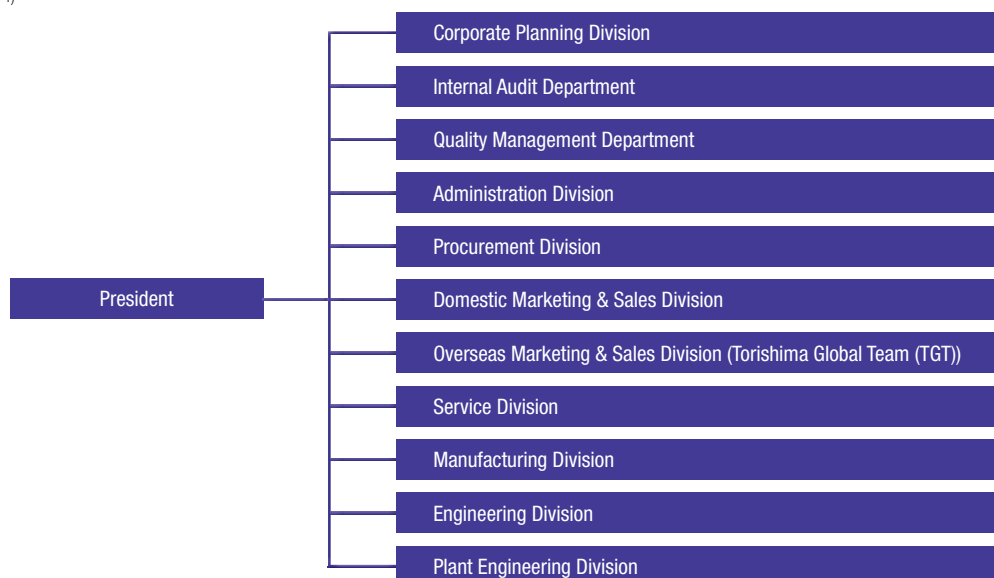 Corporate Planning Division
Internal Audit Department
Quality Management Department
Administration Division
Procurement Division
President
Domestic Marketing & Sales Division
Overseas Marketing & Sales Division (Torishima Global Team (TGT))
Service Division
Manufacturing Division
Engineering Division
Plant Engineering Division